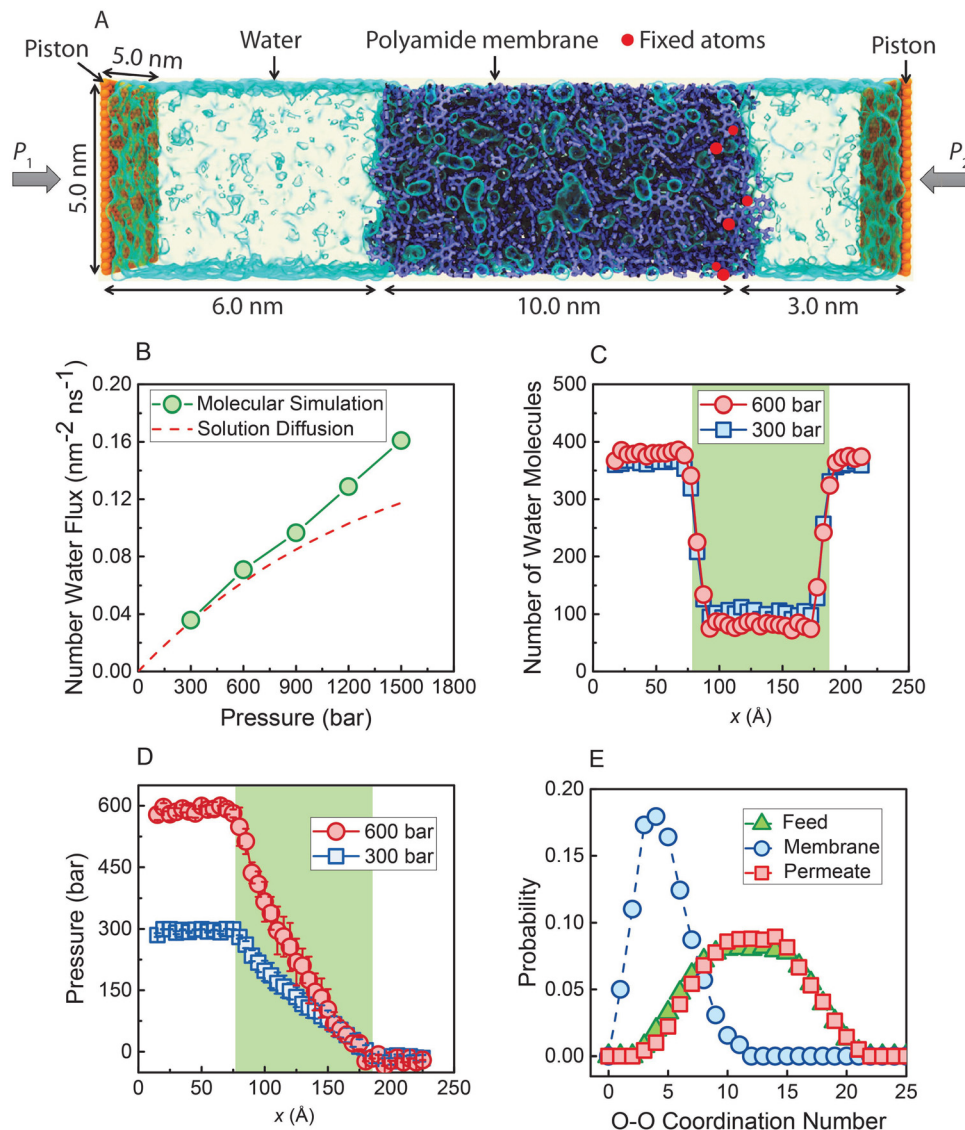 A
Piston
5.0 nm
Water
Polyamide membrane
Fixed atoms
Piston
P1
5.0 nm
P2
6.0 nm
10.0 nm
3.0 nm
B
Number Water Flux (nm⁻² ns⁻¹)
0.20
0.16
0.12
0.08
0.04
0.00
Molecular Simulation
Solution Diffusion
0 300 600 900 1200 1500 1800
Pressure (bar)
C
Number of Water Molecules
500
400
300
200
100
0
600 bar
300 bar
0 50 100 150 200 250
x (Å)
D
Pressure (bar)
600
450
300
150
0
600 bar
300 bar
0 50 100 150 200 250
x (Å)
E
Probability
0.20
0.15
0.10
0.05
0.00
Feed
Membrane
Permeate
0 5 10 15 20 25
O-O Coordination Number